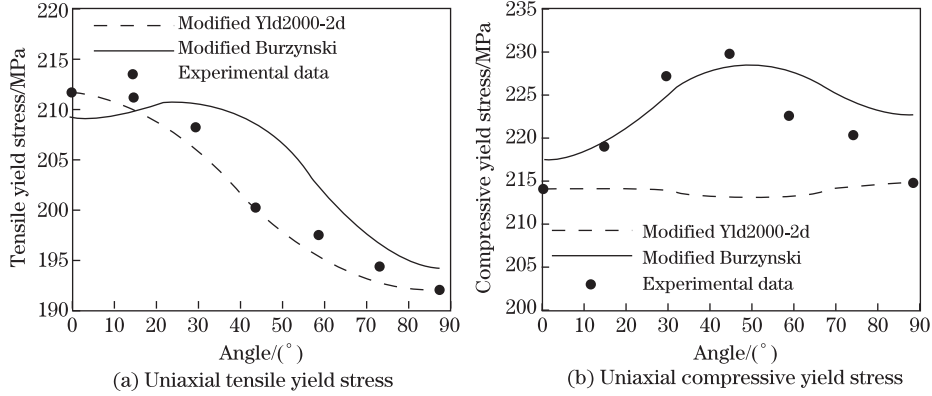 Tensile yield stress/MPa
220
215
210
205
200
195
190
Modified Yld2000-2d
Modified Burzynski
Experimental data
0 10 20 30 40 50 60 70 80 90
Angle/(°)
(a) Uniaxial tensile yield stress
Compressive yield stress/MPa
235
230
225
220
214
214
205
200
Modified Yld2000-2d
Modified Burzynski
Experimental data
0 10 20 30 40 50 60 70 80 90
Angle/(°)
(b) Uniaxial compressive yield stress